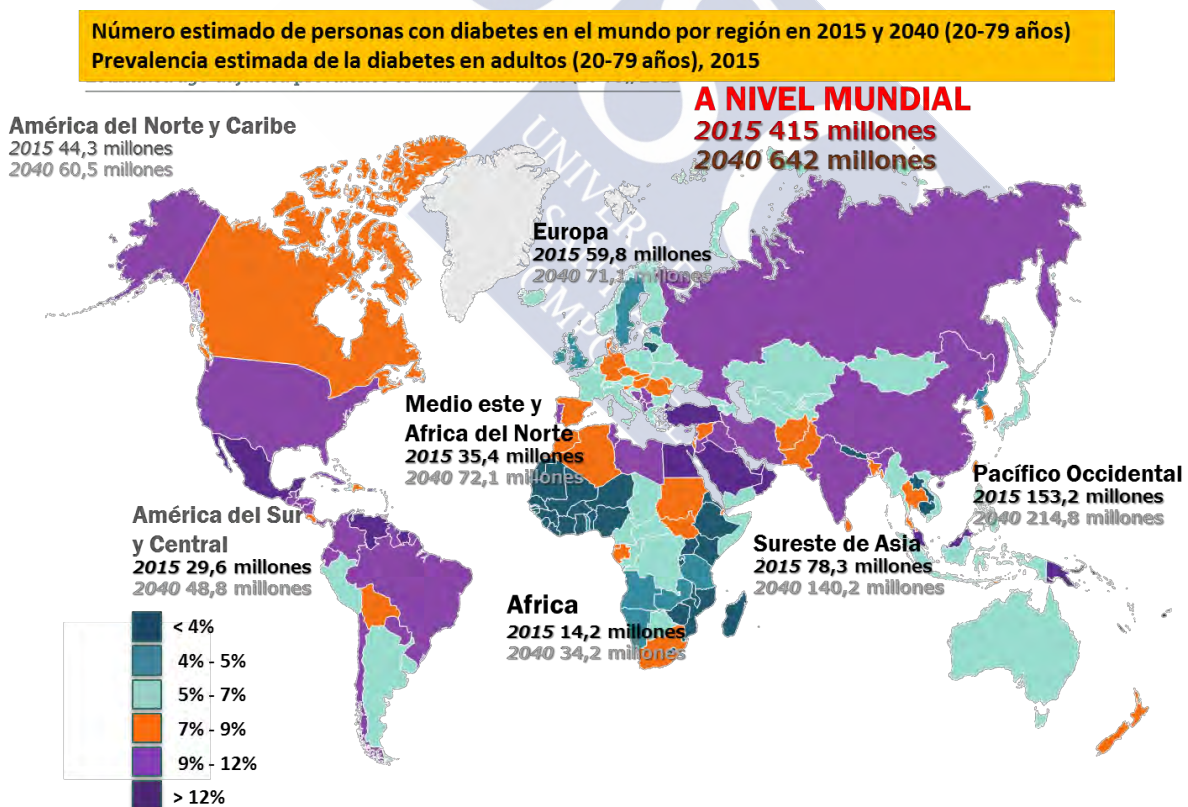 Número estimado de personas con diabetes en el mundo por región en 2015 y 2040 (20-79 años)
Prevalencia estimada de la diabetes en adultos (20-79 años), 2015
A NIVEL MUNDIAL
2015 415 millones
2040 642 millones
América del Norte y Caribe
2015 44,3 millones
2040 60,5 millones
Europa
2015 59,8 millones
2040 71,1 millones
Medio este y
Africa del Norte
2015 35,4 millones
2040 72,1 millones
Pacífico Occidental
2015 153,2 millones
2040 214,8 millones
América del Sur
y Central
2015 29,6 millones
2040 48,8 millones
Sureste de Asia
2015 78,3 millones
2040 140,2 millones
Africa
2015 14,2 millones
2040 34,2 millones
< 4%
4% - 5%
5% - 7%
7% - 9%
9% - 12%
> 12%